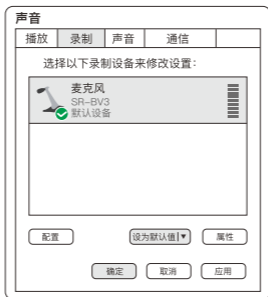 声音
播放 录制 声音 通信
选择以下录制设备来修改设置：
麦克风
SR-BV3
默认设备
配置 设为默认值 属性
确定 取消 应用